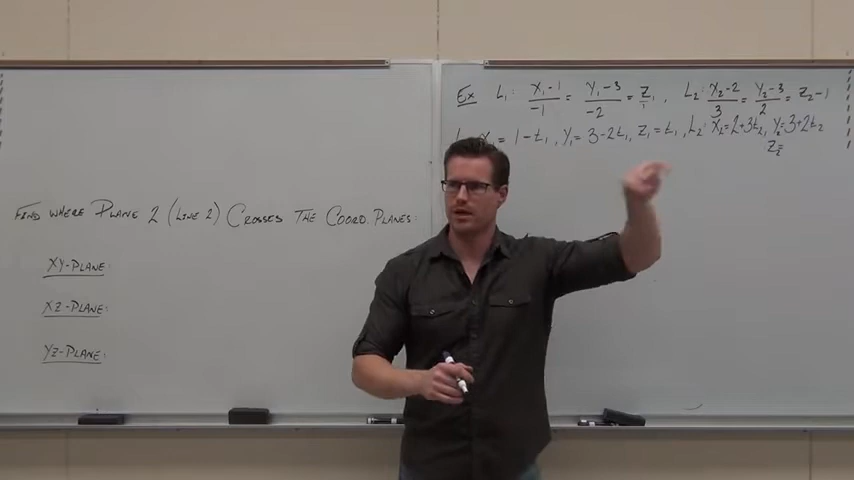 FIND WHERE PLANE 2 (LINE 2) CROSSES THE COORD. PLANES:
XY-PLANE:
XZ-PLANE:
YZ-PLANE:
Ex L₁: (X₁-1)/-1 = (Y₁-3)/-2 = Z₁/1, L₂: (X₂-2)/3 = (Y₂-3)/2 = Z₂-1
L X₁ = 1-t₁, Y₁ = 3-2t₁, Z₁ = t₁, L₂: X₂=2+3t₂, Y₂=3+2t₂
Z₂=